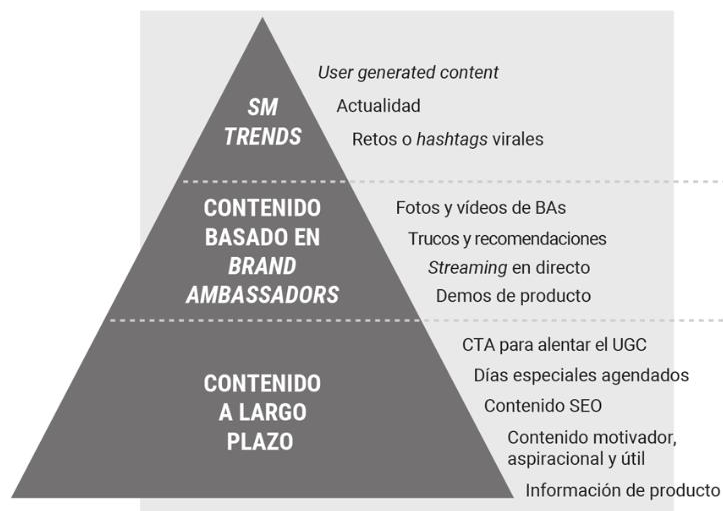 User generated content
SM
TRENDS
Actualidad
Retos o hashtags virales
CONTENIDO
BASADO EN
BRAND
AMBASSADORS
Fotos y vídeos de BAs
Trucos y recomendaciones
Streaming en directo
Demos de producto
CONTENIDO
A LARGO
PLAZO
CTA para alentar el UGC
Días especiales agendados
Contenido SEO
Contenido motivador,
aspiracional y útil
Información de producto